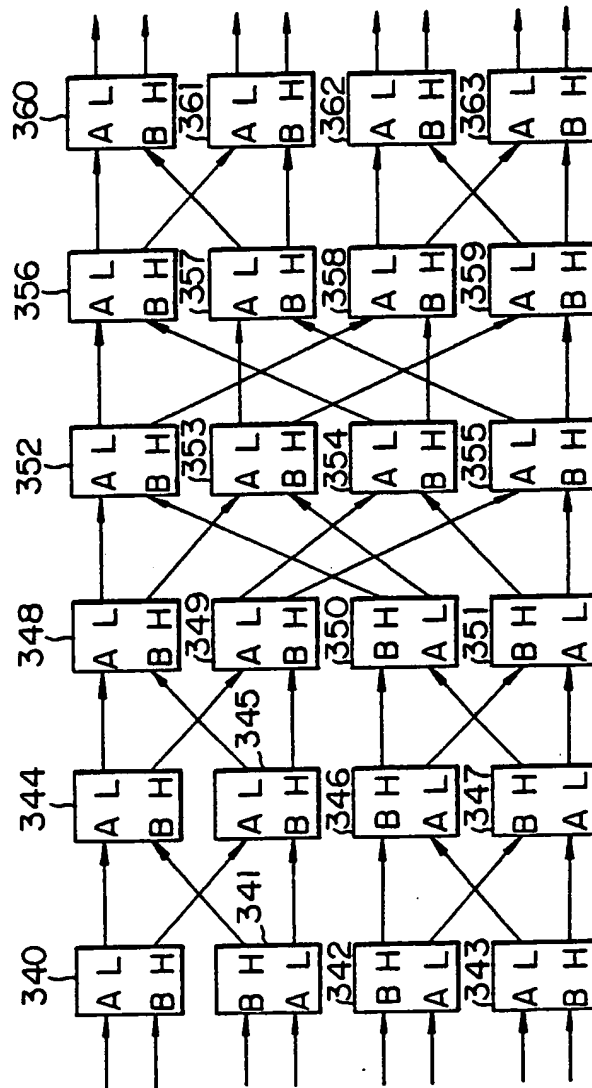 340 344 348 352 356 360
A L A L A L A L A L A L
B H B H B H B H B H B H
341 345 349 353 357 361
B H A L A L A L A L A L
A L B H B H B H B H B H
342 346 350 354 358 362
B H B H B H A L A L A L
A L A L A L B H B H B H
343 347 351 355 359 363
A L B H B H A L A L A L
B H A L A L B H B H B H